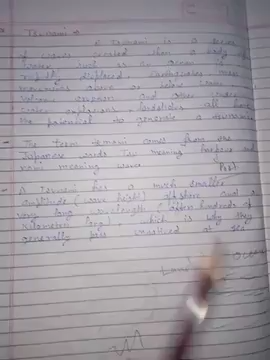 Tsunami :
A tsunami is a series
of waves created when a body of
water, such as an ocean is
rapidly displaced, Earthquakes, mass
movements above or below water,
volcanic eruptions and other under
water explosions, landslides all have
the potential to generate a
- The term tsunami comes from the
Japanese words Tsu meaning harbour and
nami meaning wave
- A Tsunami has a much smaller
amplitude (wave height) offshore and a
very long wavelength (often hundreds of
kilometers long), which is why they
generally pass unnoticed at sea